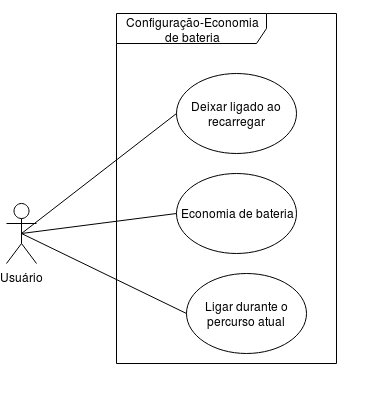 Configuração-Economia
de bateria
Deixar ligado ao
recarregar
Economia de bateria
Usuário
Ligar durante o
percurso atual